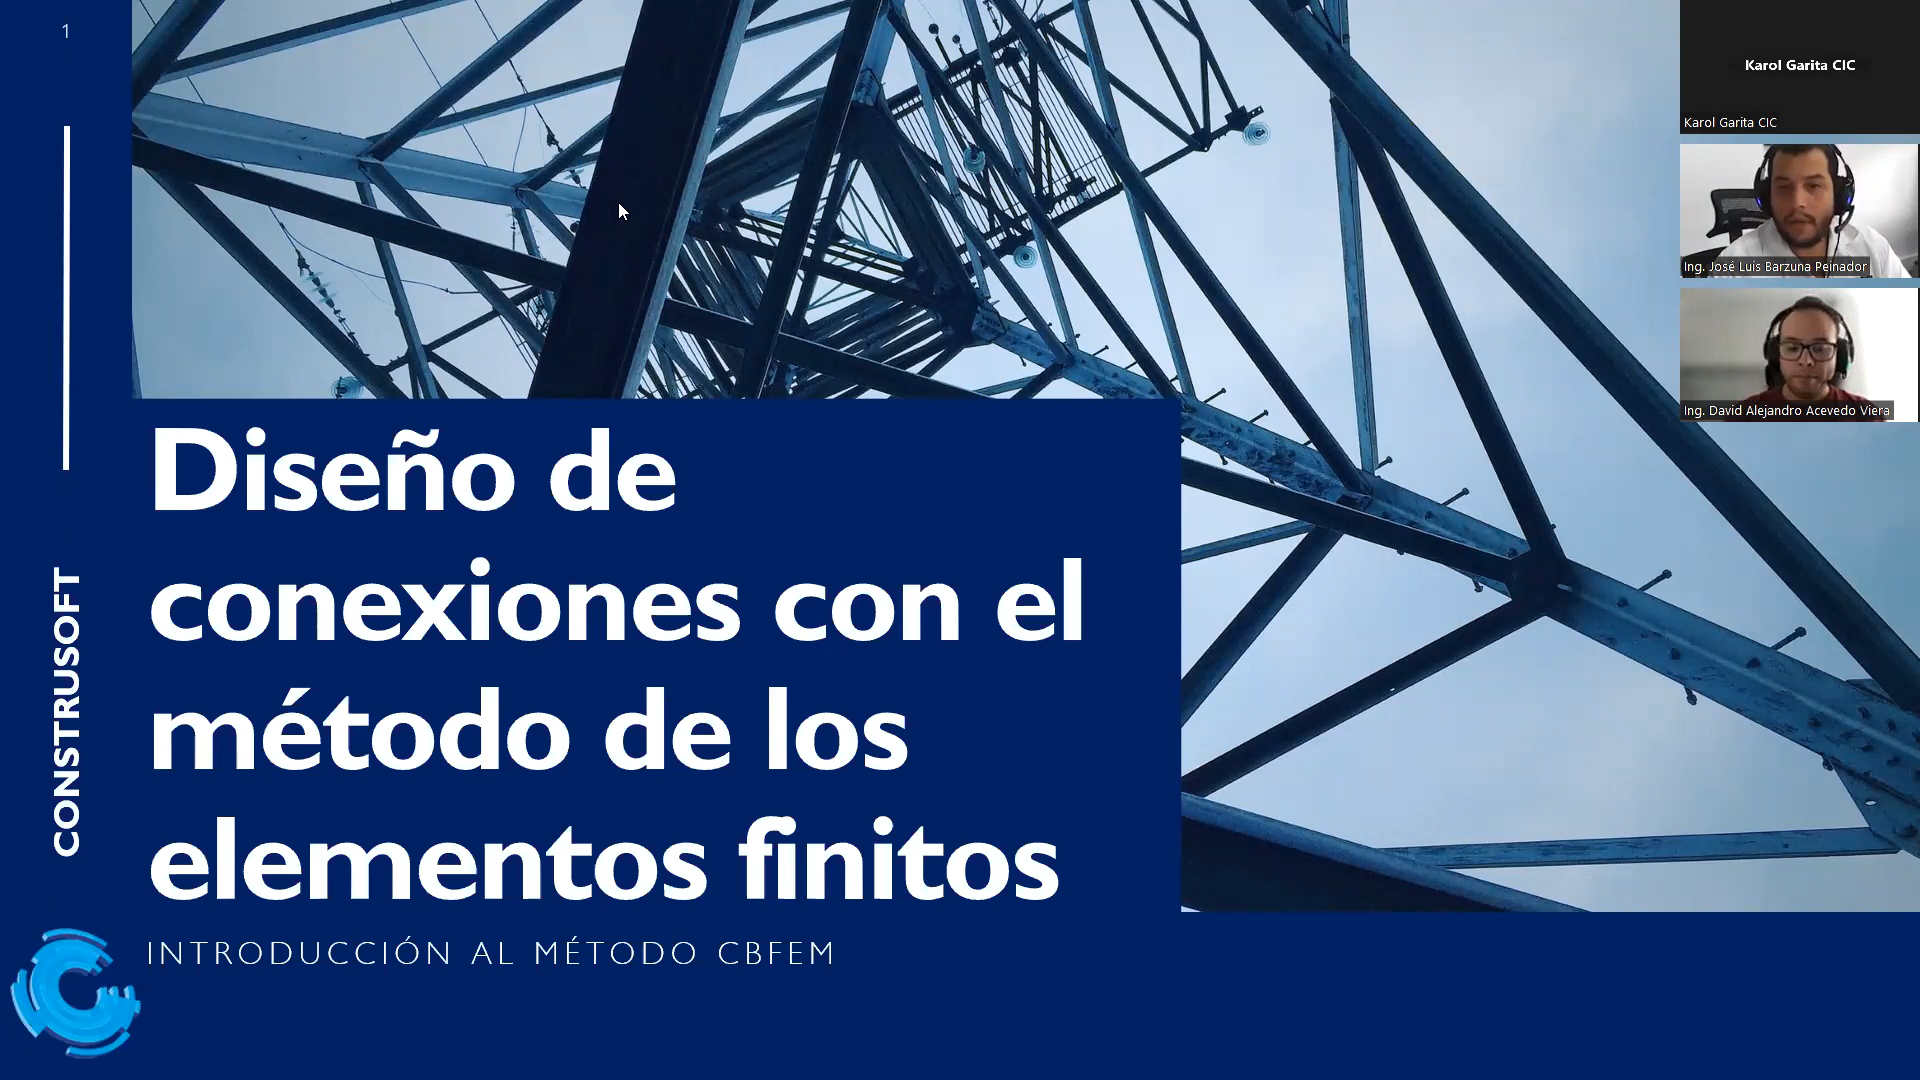 1
CONSTRUSOFT
Diseño de
conexiones con el
método de los
elementos finitos
INTRODUCCIÓN AL MÉTODO CBFEM
Karol Garita CIC
Karol Garita CIC
Ing. José Luis Barzuna Peinador
Ing. David Alejandro Acevedo Viera